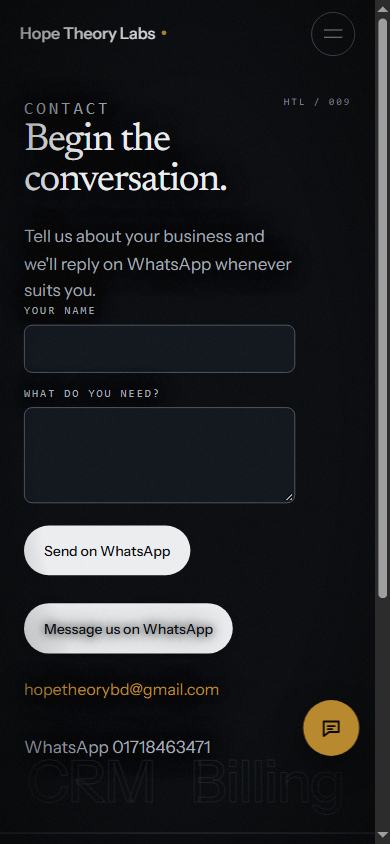 Hope Theory Labs
HTL / 009
CONTACT
Begin the
conversation.
Tell us about your business and
we'll reply on WhatsApp whenever
suits you.
YOUR NAME
WHAT DO YOU NEED?
Send on WhatsApp
Message us on WhatsApp
hopetheorybd@gmail.com
WhatsApp 01718463471
CRM Billing